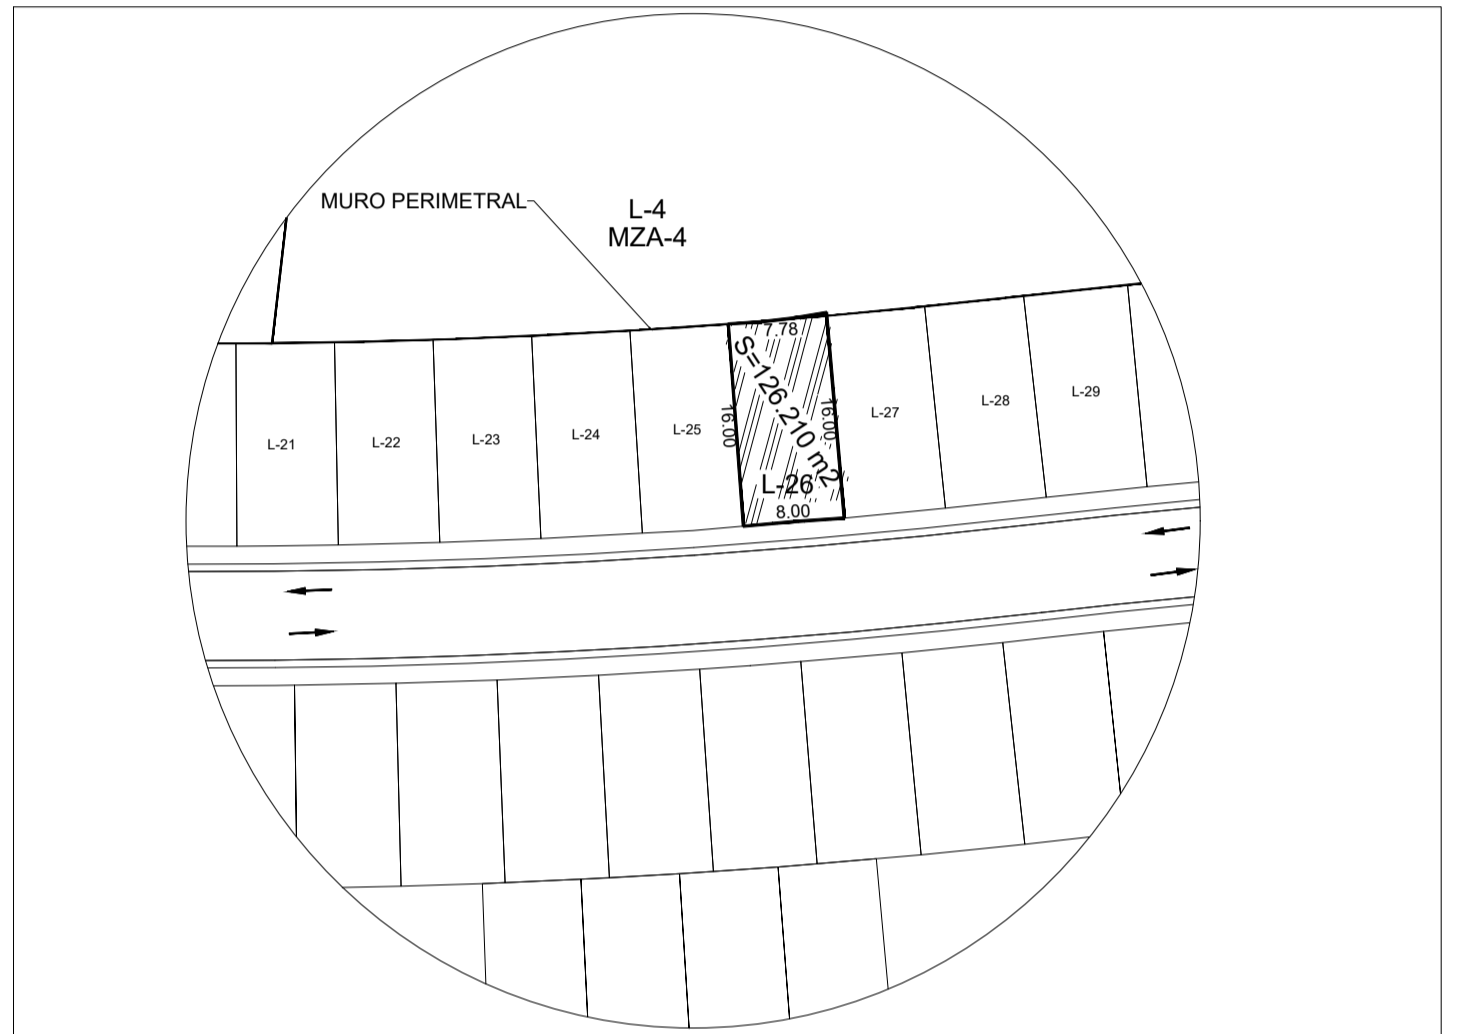 MURO PERIMETRAL
L-4
MZA-4
7.78
S=126.210 m2
16.00
16.00
L-21
L-22
L-23
L-24
L-25
L-26
8.00
L-27
L-28
L-29